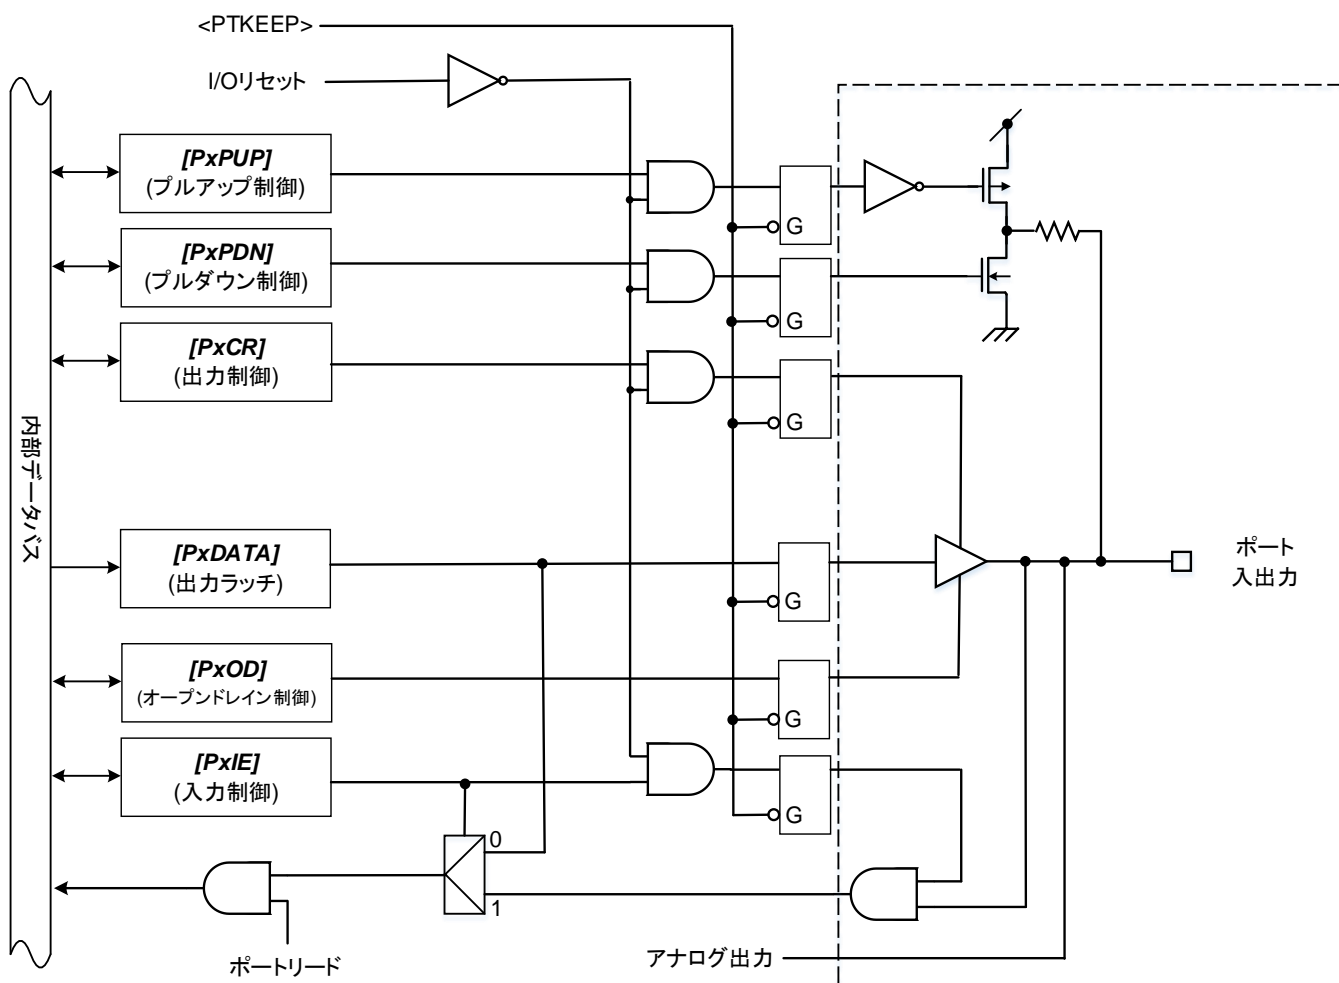 <PTKEEP>
I/Oリセット
[PxPUP]
(プルアップ制御)
G
[PxPDN]
(プルダウン制御)
G
[PxCR]
(出力制御)
G
内部データバス
[PxDATA]
(出力ラッチ)
G
ポート
入出力
[PxOD]
(オープンドレイン制御)
G
[PxIE]
(入力制御)
G
0
1
ポートリード
アナログ出力